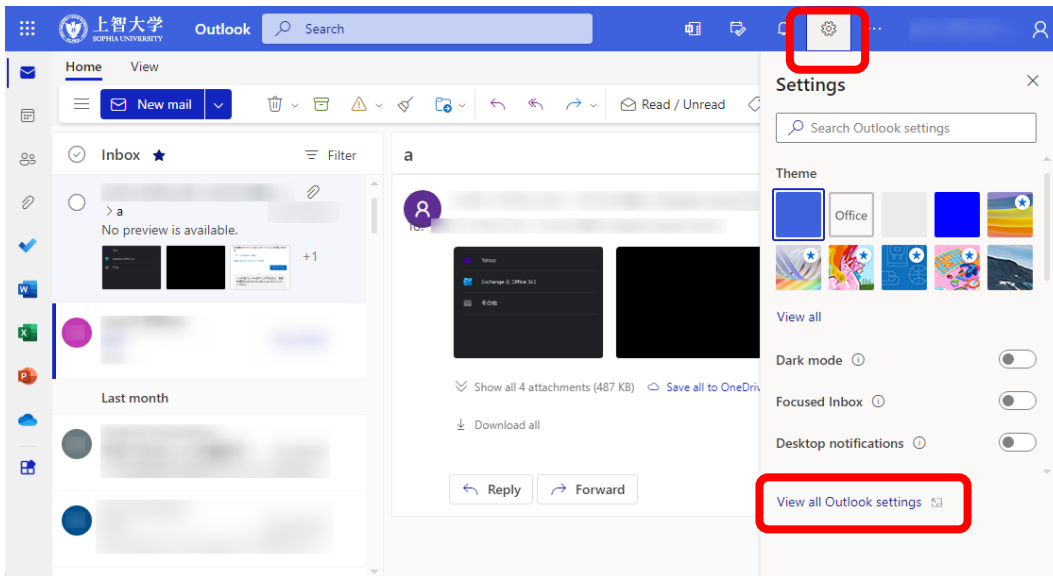 上智大学
SOPHIA UNIVERSITY
Outlook
Search
Home
View
New mail
Read / Unread
Inbox
Filter
a
No preview is available.
+1
Last month
a
To:
Yahoo
Exchange と Office 365
その他
Show all 4 attachments (487 KB)
Save all to OneDriv
Download all
Reply
Forward
Settings
Search Outlook settings
Theme
Office
View all
Dark mode
Focused Inbox
Desktop notifications
View all Outlook settings